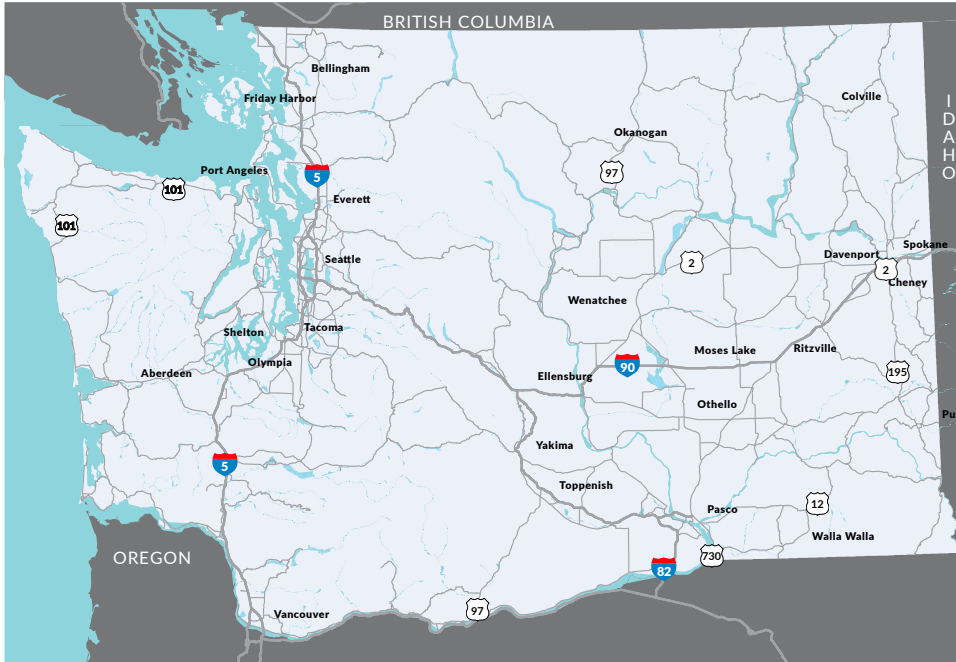 BRITISH COLUMBIA
Bellingham
Friday Harbor
Colville
IDAHO
Okanogan
Port Angeles
5
97
101
101
Everett
Spokane
Davenport
Seattle
2
2
Cheney
Wenatchee
Shelton
Tacoma
Moses Lake
Ritzville
Olympia
90
Aberdeen
Ellensburg
195
Othello
Pu
Yakima
5
Toppenish
12
Pasco
Walla Walla
OREGON
730
82
97
Vancouver